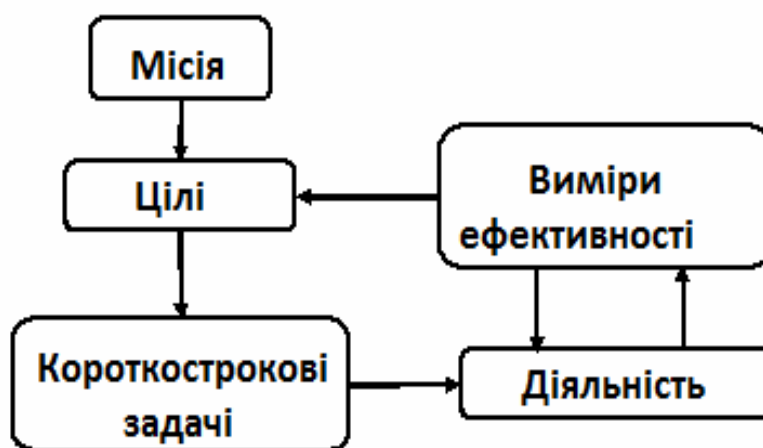 Місія
Цілі
Виміри
ефективності
Короткострокові
задачі
Діяльність